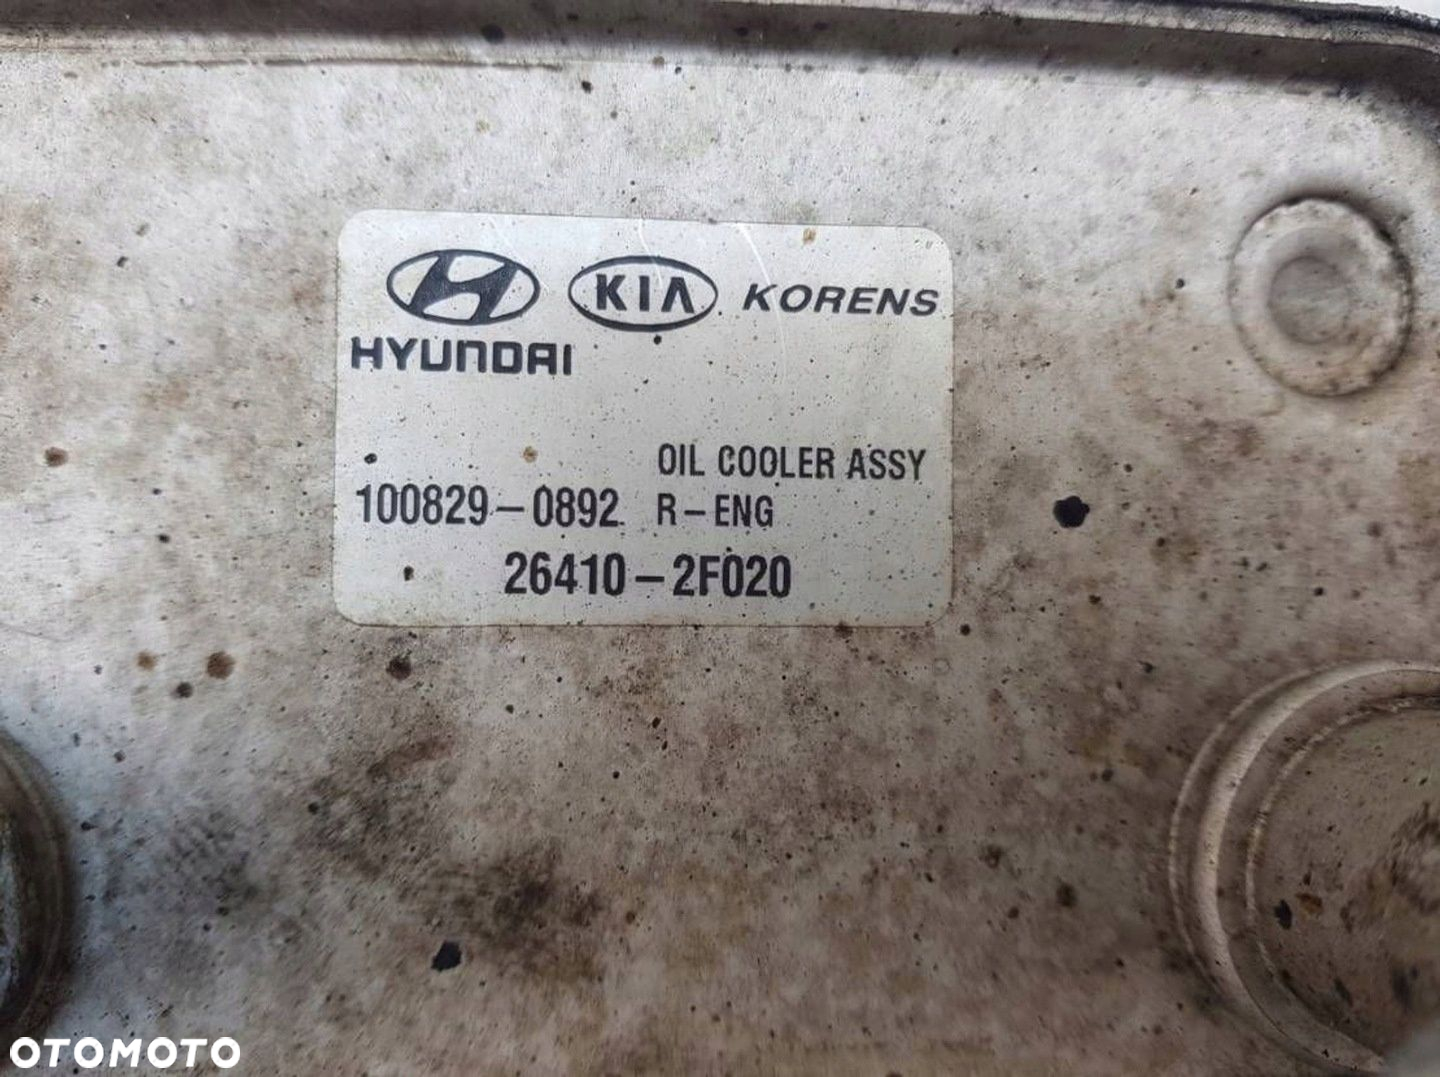 KIA KORENS
HYUNDAI
OIL COOLER ASSY
100829-0892 R-ENG
26410-2F020
OTOMOTO